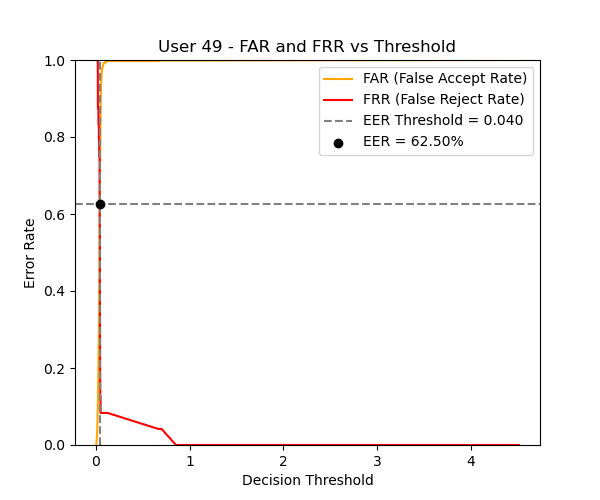 User 49 - FAR and FRR vs Threshold
1.0
0.8
0.6
0.4
0.2
0.0
Error Rate
FAR (False Accept Rate)
FRR (False Reject Rate)
EER Threshold = 0.040
EER = 62.50%
0 1 2 3 4
Decision Threshold